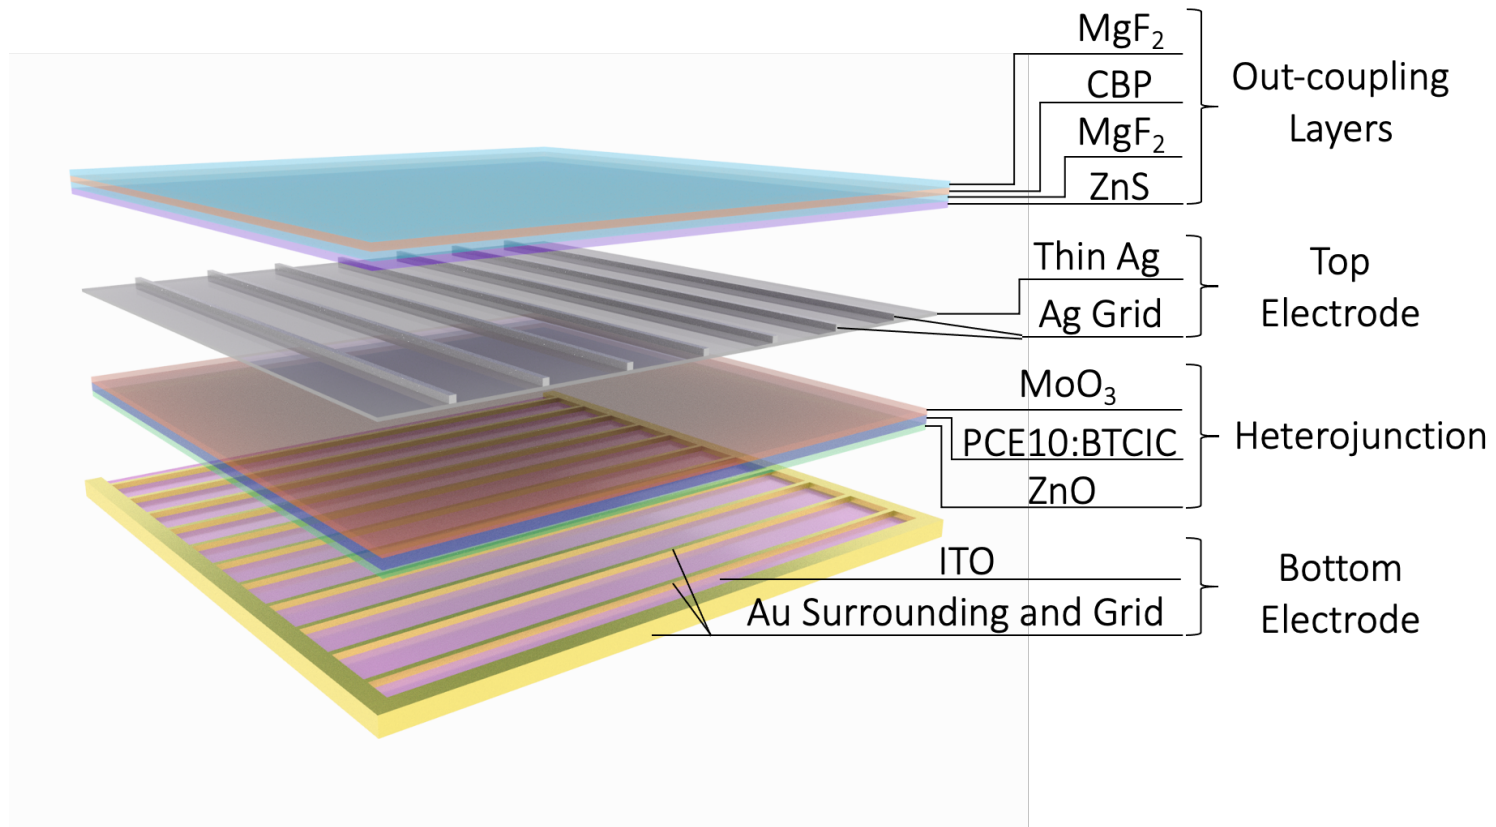 MgF₂
CBP
MgF₂
ZnS
Out-coupling
Layers
Thin Ag
Ag Grid
Top
Electrode
MoO₃
PCE10:BTCIC
ZnO
Heterojunction
ITO
Au Surrounding and Grid
Bottom
Electrode